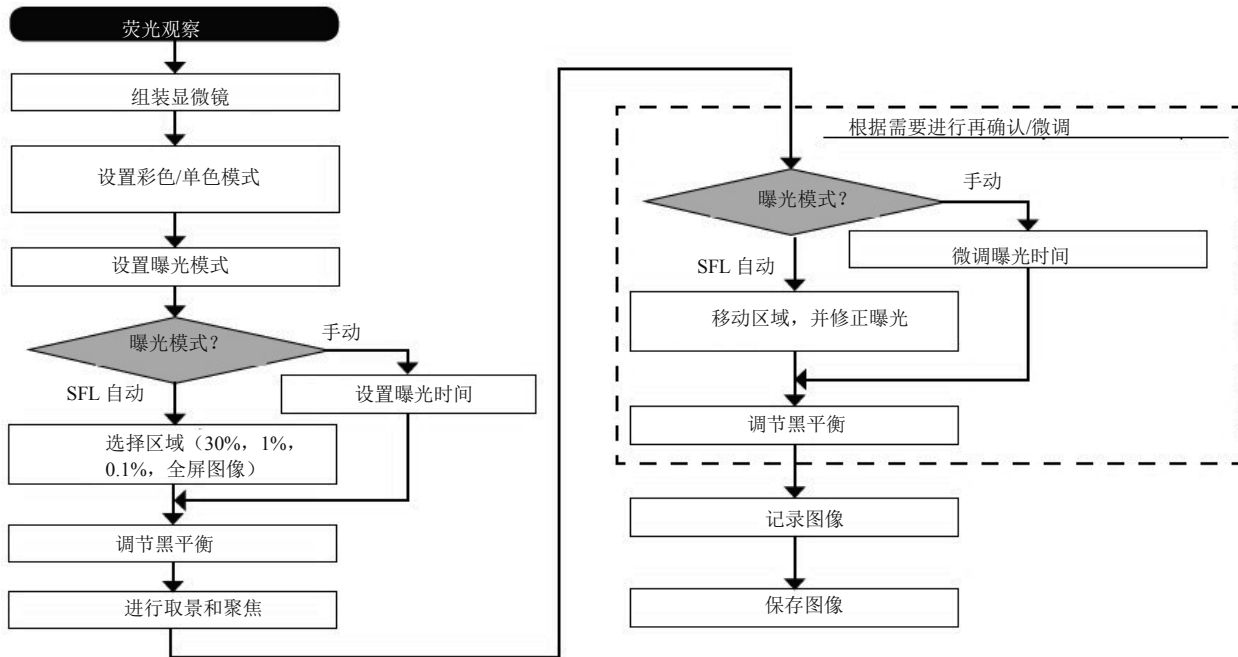 荧光观察
组装显微镜
设置彩色/单色模式
设置曝光模式
曝光模式？
手动
SFL 自动
设置曝光时间
选择区域（30%，1%，
0.1%，全屏图像）
调节黑平衡
进行取景和聚焦
根据需要进行再确认/微调
曝光模式？
手动
SFL 自动
微调曝光时间
移动区域，并修正曝光
调节黑平衡
记录图像
保存图像